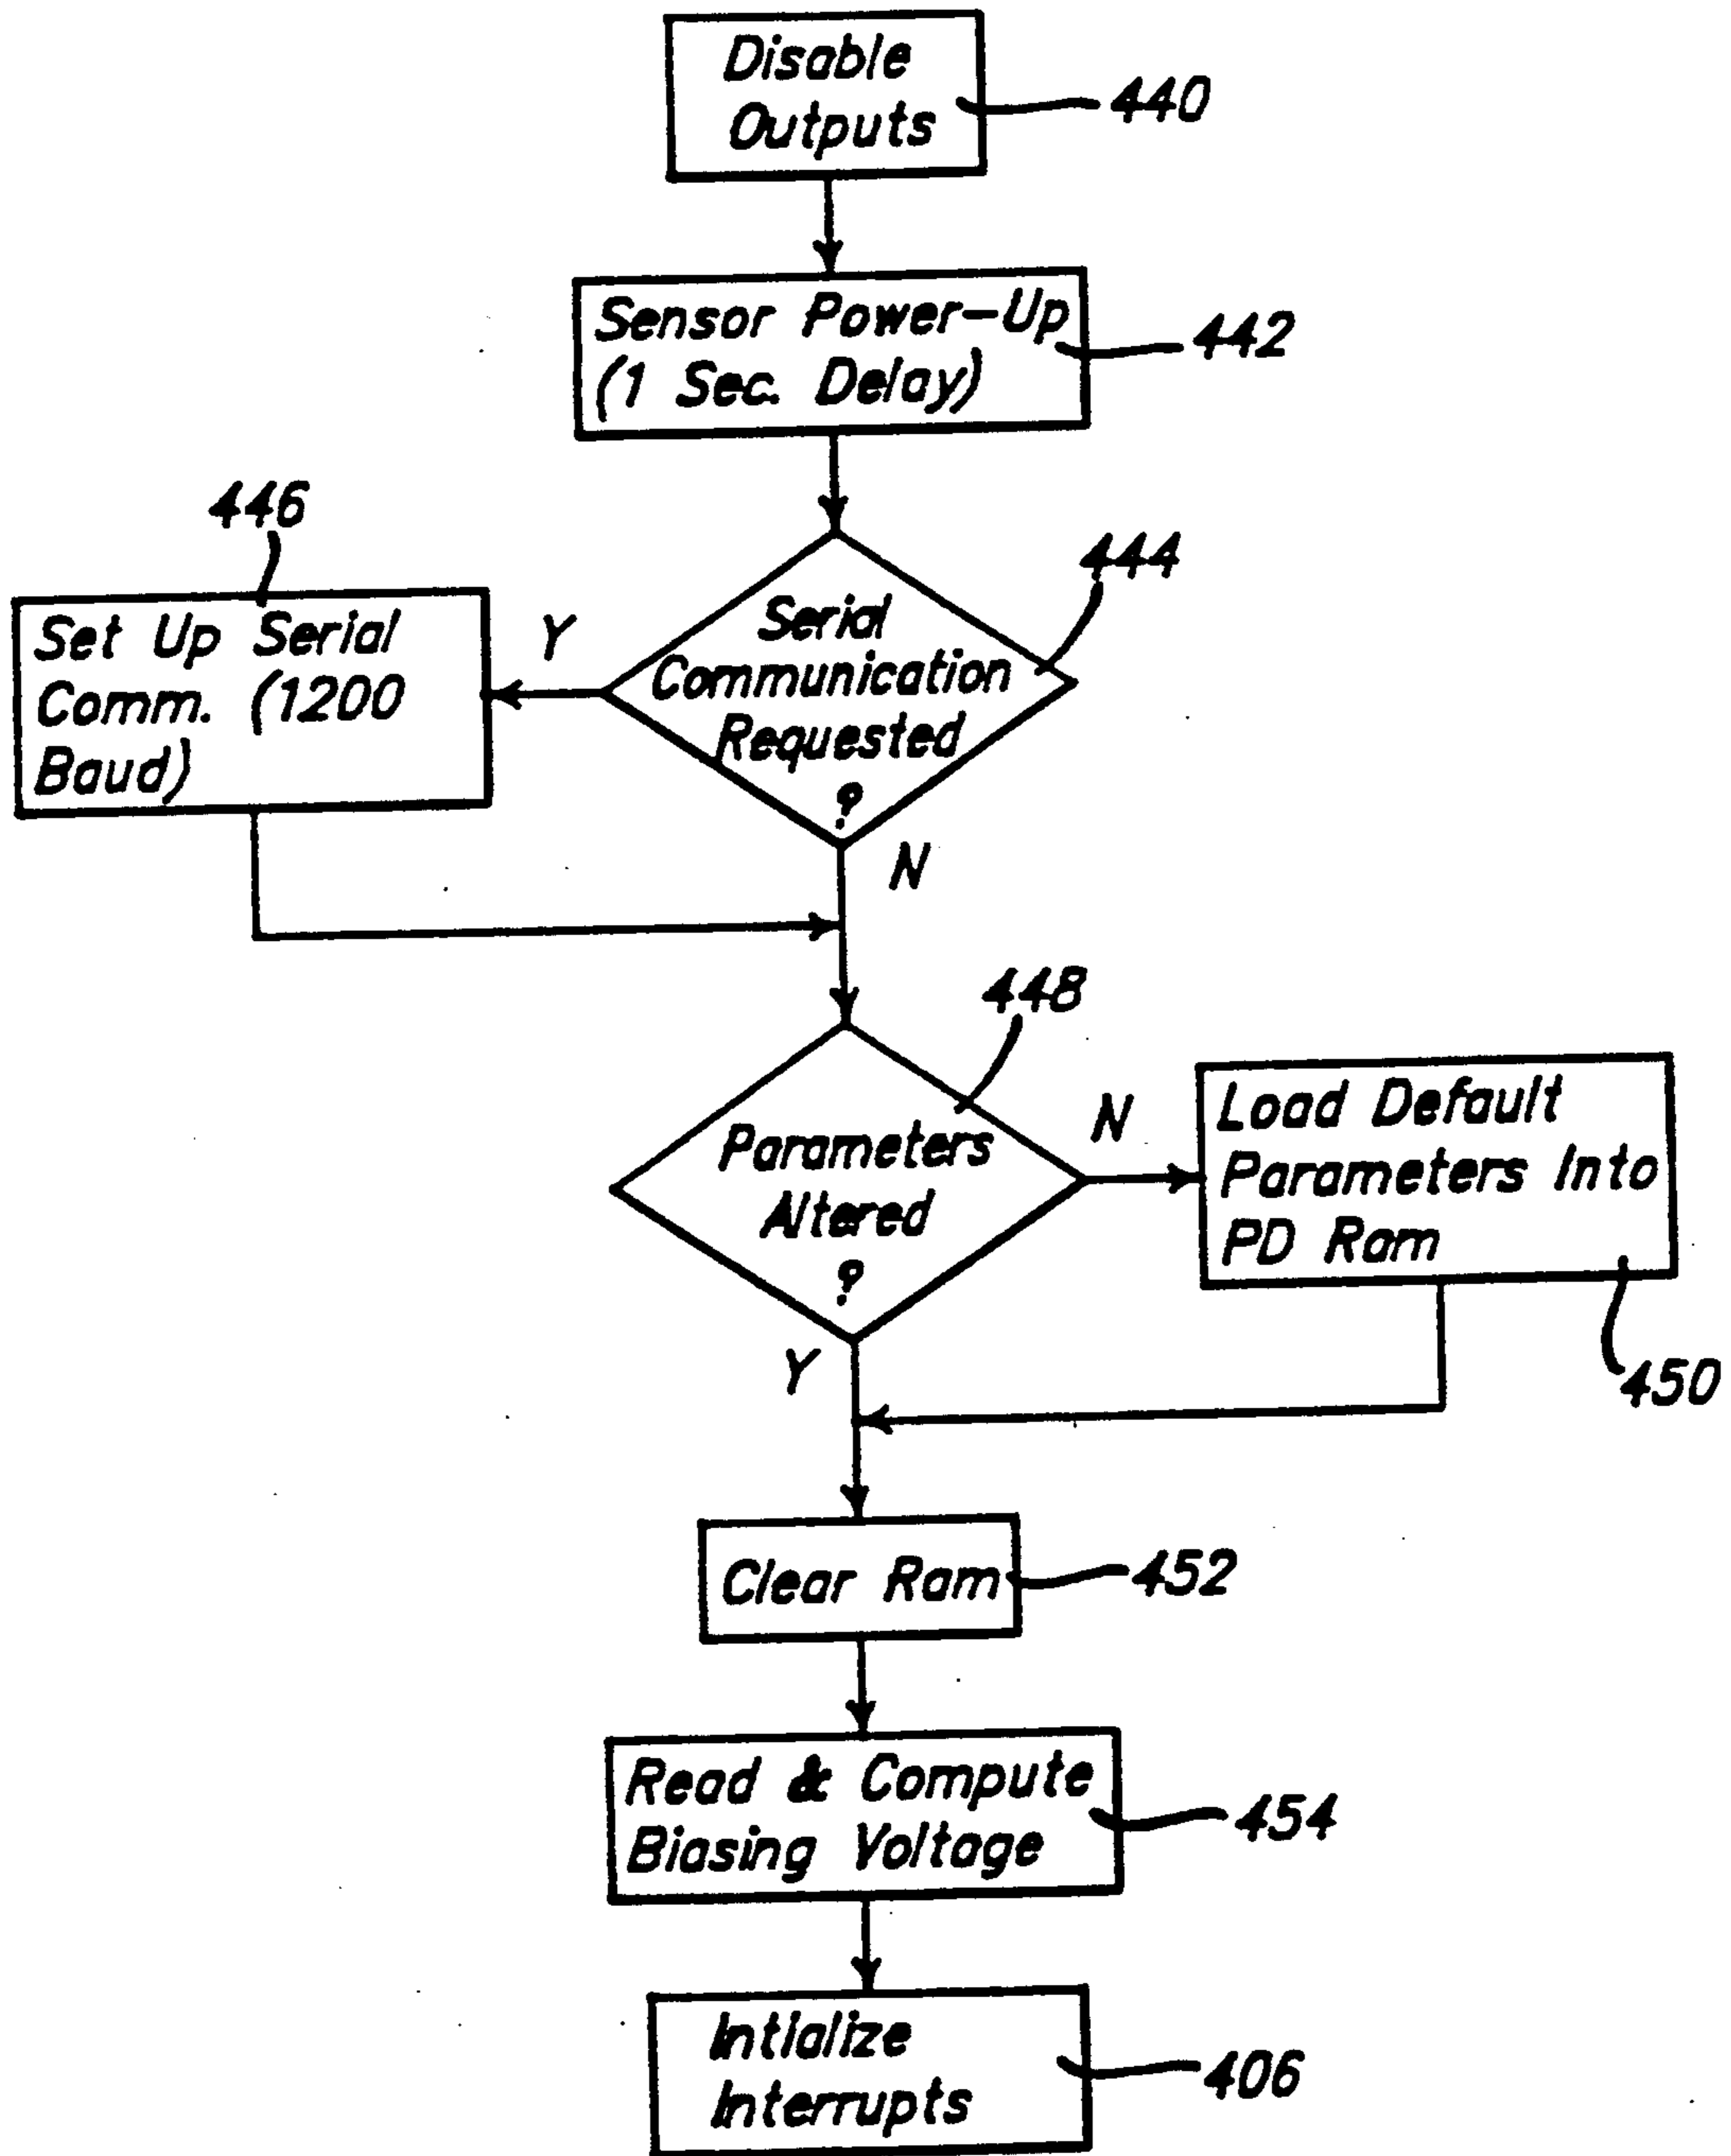 Disable
Outputs
440
Sensor Power-Up
(1 Sec. Delay)
442
446
444
Set Up Serial
Comm. (1200
Baud)
Y
Serial
Communication
Requested
?
N
448
Parameters
Altered
?
N
Load Default
Parameters Into
PD Ram
Y
450
Clear Ram
452
Read & Compute
Biasing Voltage
454
Intialize
Interrupts
406